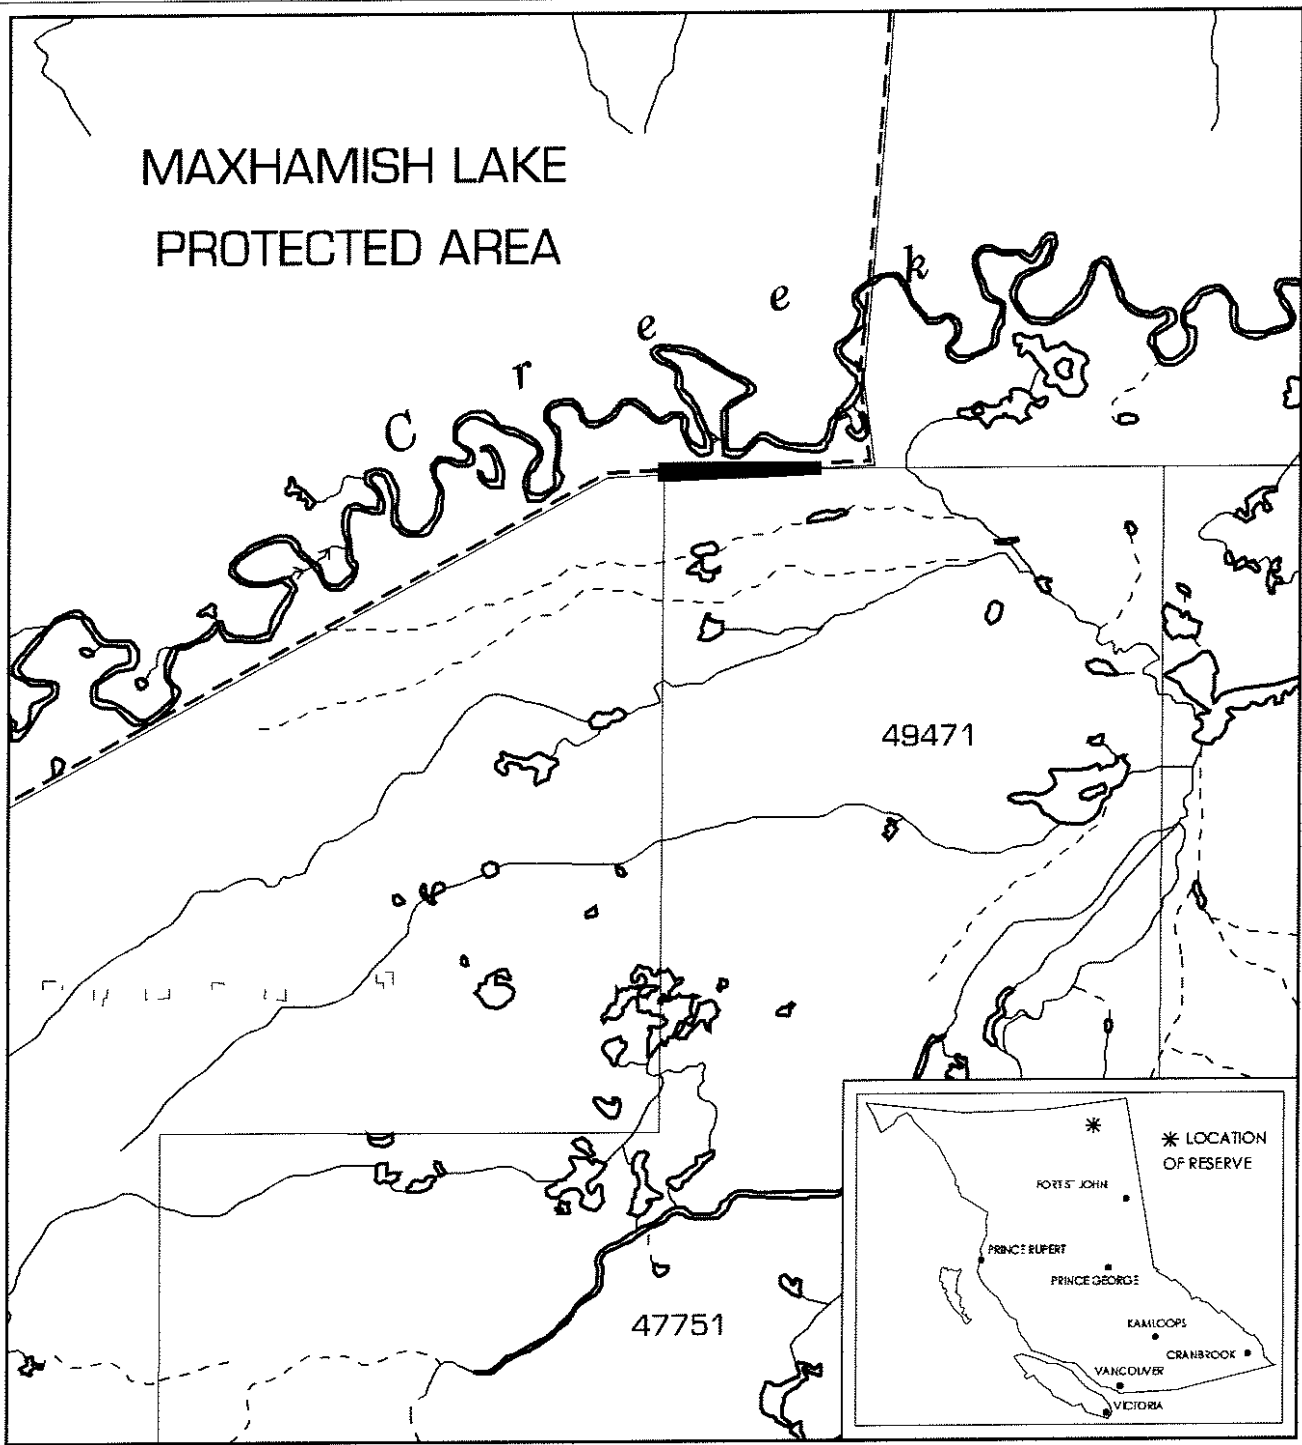 MAXHAMISH LAKE
PROTECTED AREA
C r e e k
49471
47751
✳ LOCATION
OF RESERVE
FORT ST JOHN
PRINCE RUPERT
PRINCE GEORGE
KAMLOOPS
CRANBROOK
VANCOUVER
VICTORIA